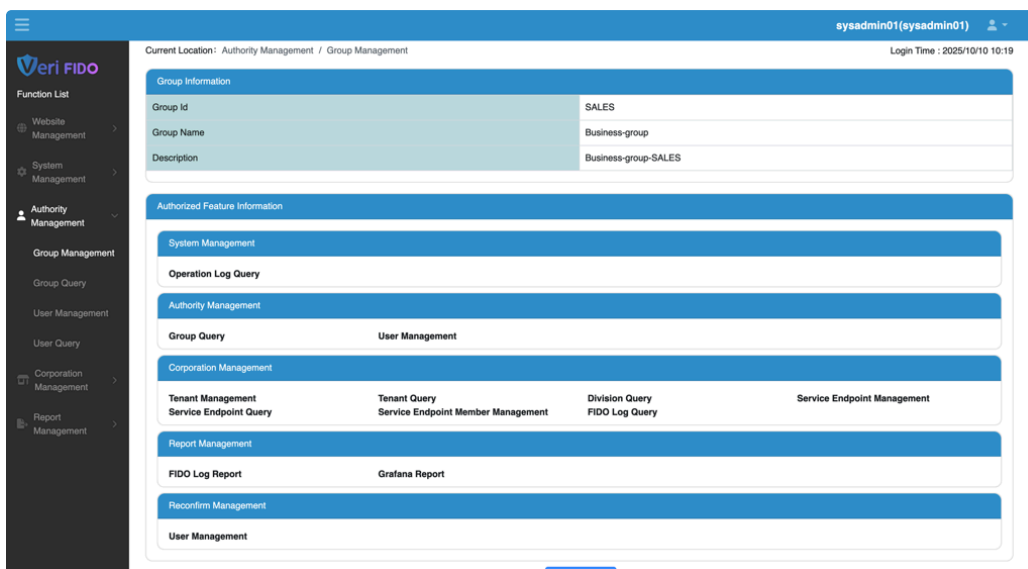 sysadmin01(sysadmin01)
Veri FIDO
Function List
Website
Management
System
Management
Authority
Management
Group Management
Group Query
User Management
User Query
Corporation
Management
Report
Management
Current Location： Authority Management / Group Management
Login Time : 2025/10/10 10:19
Group Information
Group Id SALES
Group Name Business-group
Description Business-group-SALES
Authorized Feature Information
System Management
Operation Log Query
Authority Management
Group Query User Management
Corporation Management
Tenant Management Tenant Query Division Query Service Endpoint Management
Service Endpoint Query Service Endpoint Member Management FIDO Log Query
Report Management
FIDO Log Report Grafana Report
Reconfirm Management
User Management